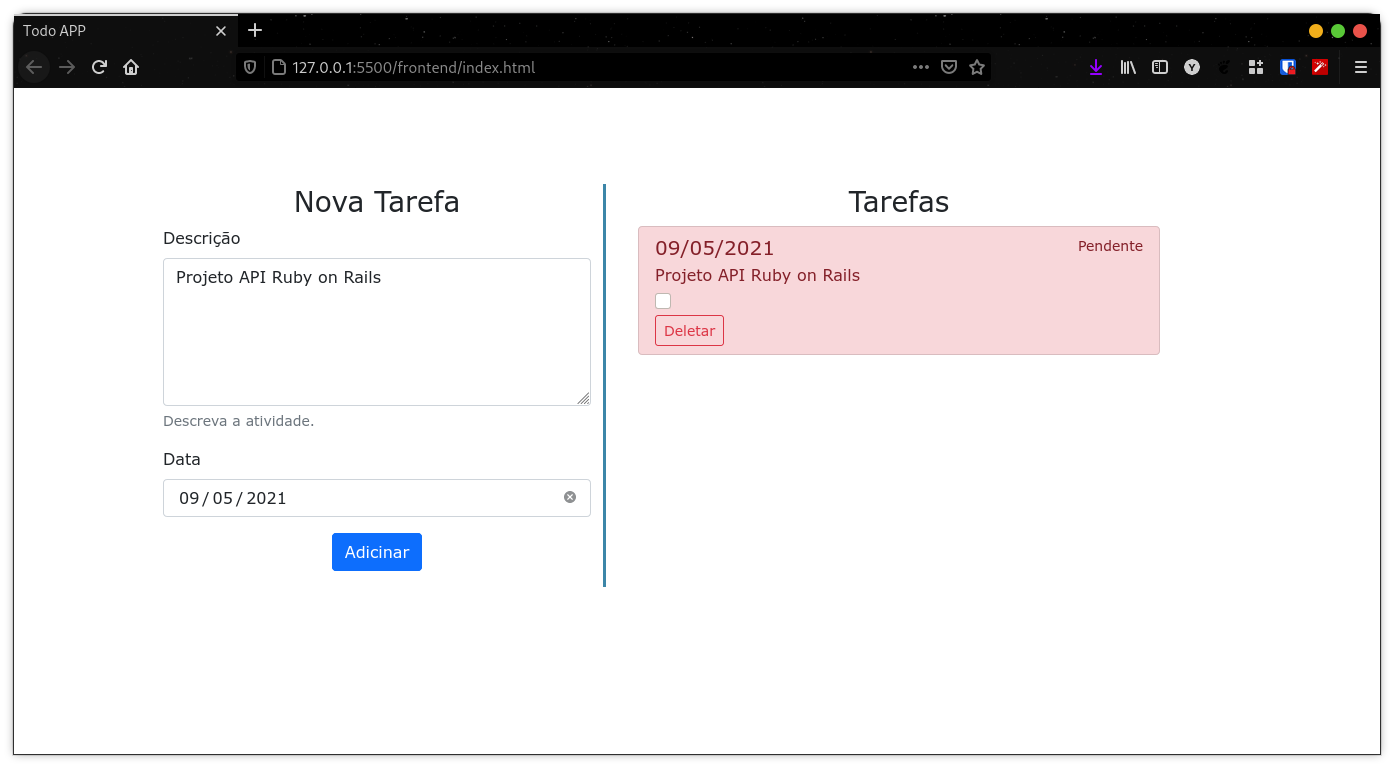 Todo APP
127.0.0.1:5500/frontend/index.html
Nova Tarefa
Descrição
Projeto API Ruby on Rails
Descreva a atividade.
Data
09/05/2021
Adicinar
Tarefas
09/05/2021
Pendente
Projeto API Ruby on Rails
Deletar